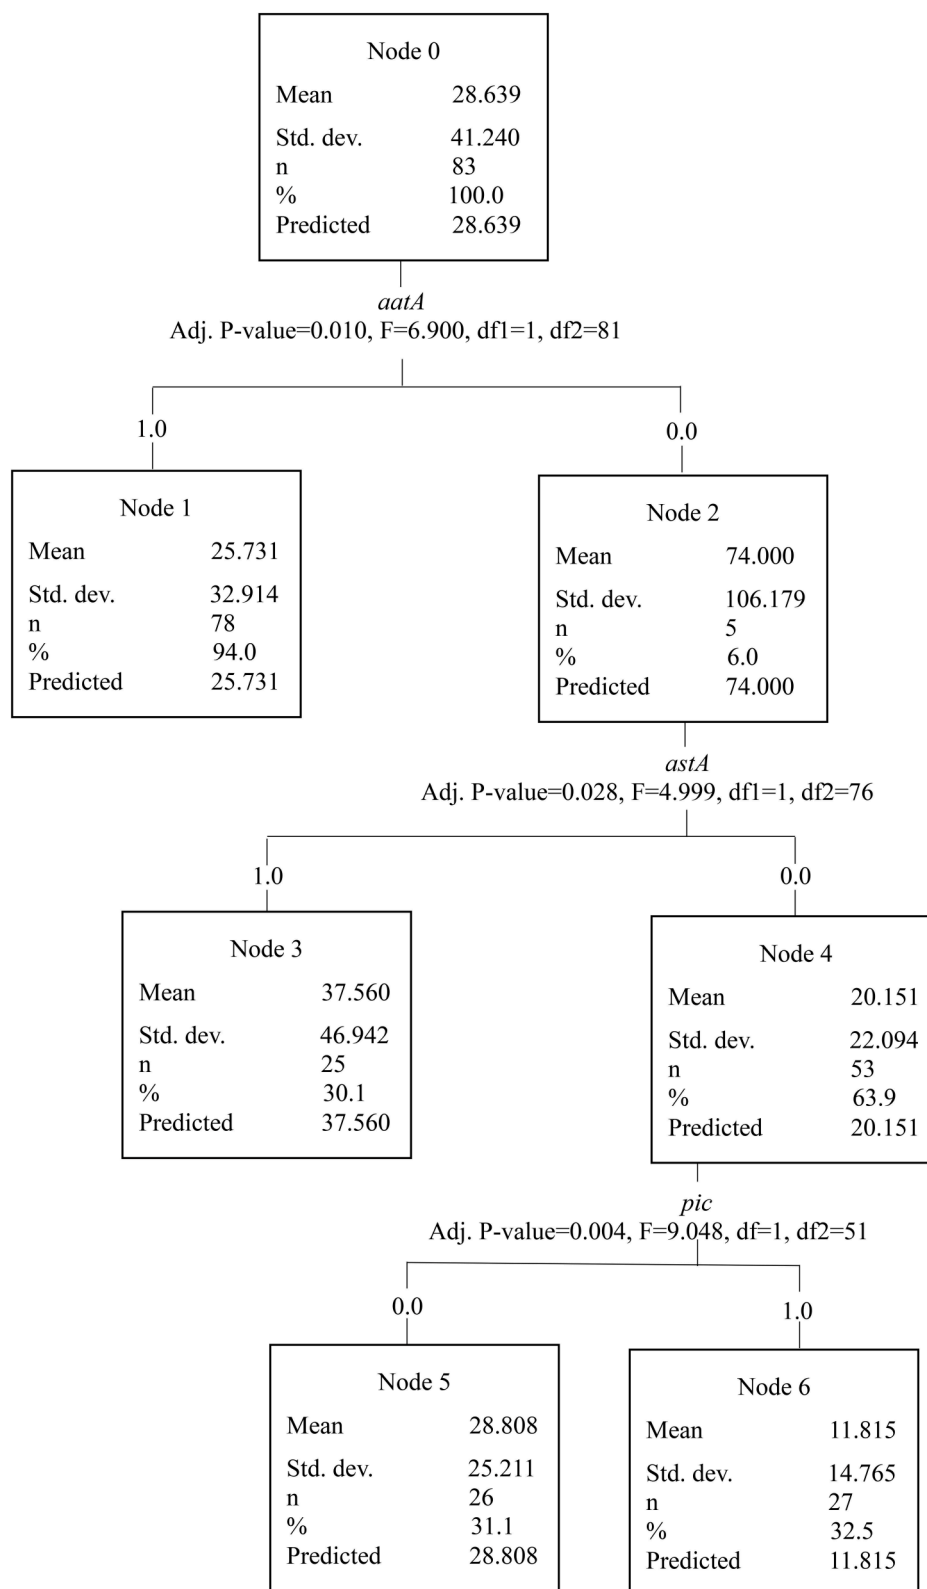 Node 0
Mean 28.639
Std. dev. 41.240
n 83
% 100.0
Predicted 28.639
aatA
Adj. P-value=0.010, F=6.900, df1=1, df2=81
1.0
0.0
Node 1
Mean 25.731
Std. dev. 32.914
n 78
% 94.0
Predicted 25.731
Node 2
Mean 74.000
Std. dev. 106.179
n 5
% 6.0
Predicted 74.000
astA
Adj. P-value=0.028, F=4.999, df1=1, df2=76
1.0
0.0
Node 3
Mean 37.560
Std. dev. 46.942
n 25
% 30.1
Predicted 37.560
Node 4
Mean 20.151
Std. dev. 22.094
n 53
% 63.9
Predicted 20.151
pic
Adj. P-value=0.004, F=9.048, df=1, df2=51
0.0
1.0
Node 5
Mean 28.808
Std. dev. 25.211
n 26
% 31.1
Predicted 28.808
Node 6
Mean 11.815
Std. dev. 14.765
n 27
% 32.5
Predicted 11.815